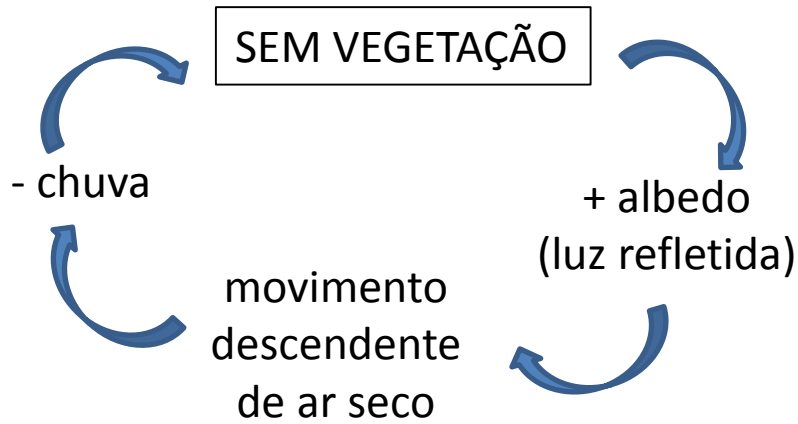 SEM VEGETAÇÃO
- chuva
+ albedo
(luz refletida)
movimento
descendente
de ar seco